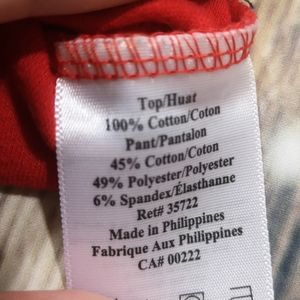 Top/Huat
100% Cotton/Coton
Pant/Pantalon
45% Cotton/Coton
49% Polyester/Polyester
6% Spandex/Élasthanne
Ret# 35722
Made in Philippines
Fabrique Aux Philippines
CA# 00222